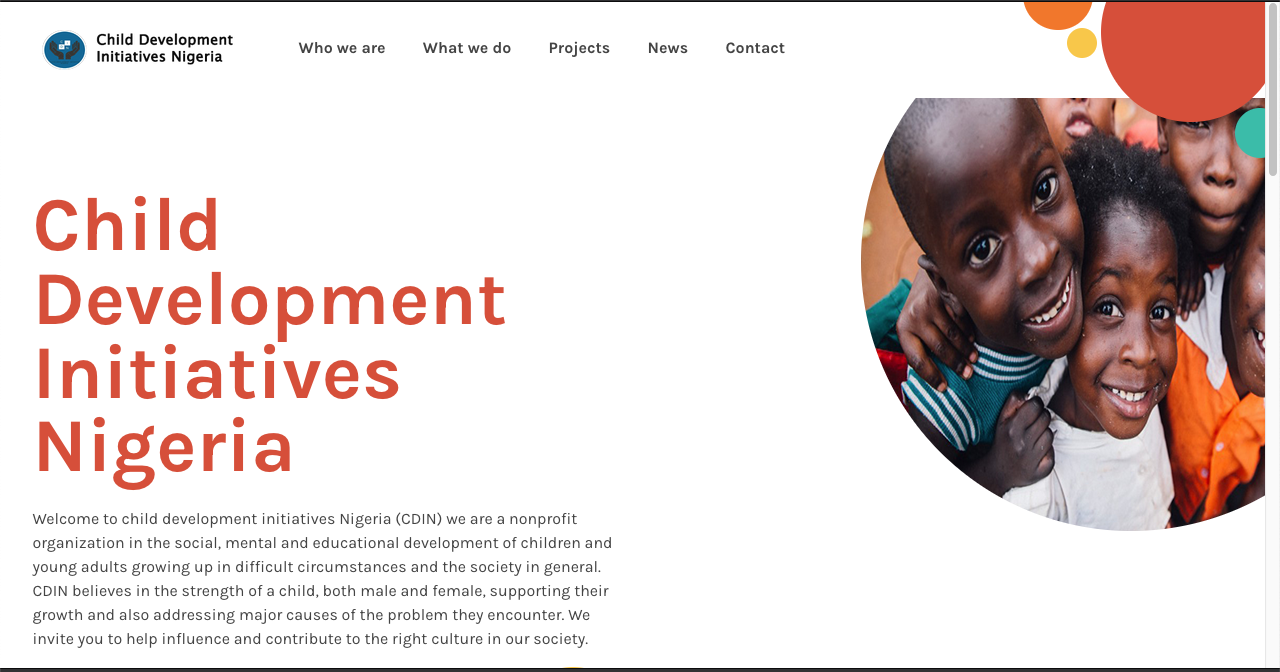 Child Development
Initiatives Nigeria
Who we are
What we do
Projects
News
Contact
Child
Development
Initiatives
Nigeria
Welcome to child development initiatives Nigeria (CDIN) we are a nonprofit
organization in the social, mental and educational development of children and
young adults growing up in difficult circumstances and the society in general.
CDIN believes in the strength of a child, both male and female, supporting their
growth and also addressing major causes of the problem they encounter. We
invite you to help influence and contribute to the right culture in our society.